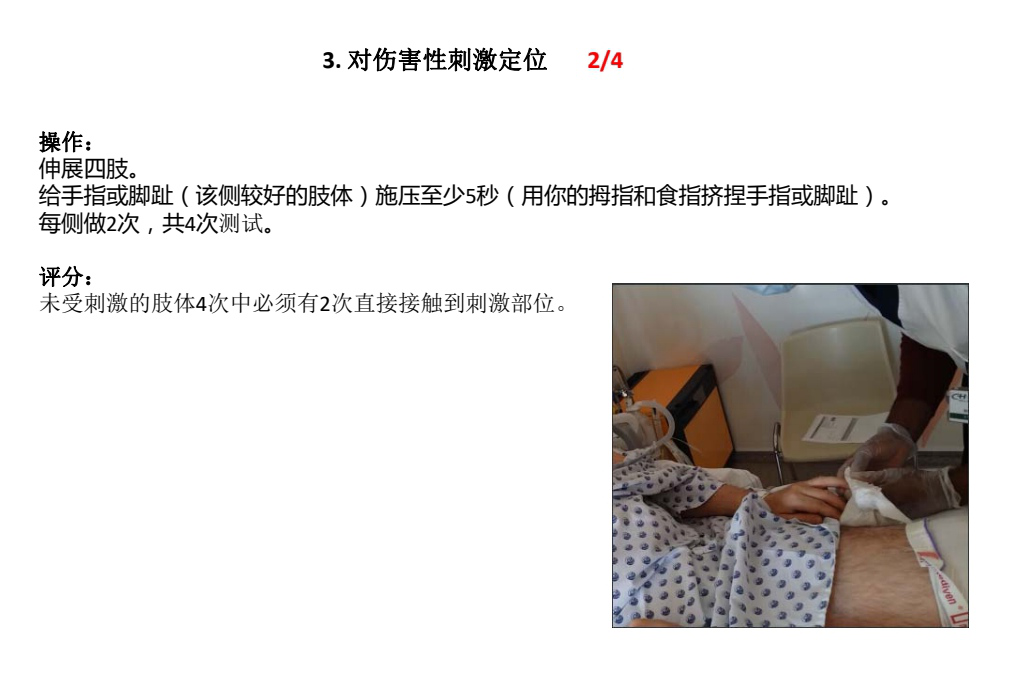 3. 对伤害性刺激定位 2/4
操作：
伸展四肢。
给手指或脚趾（该侧较好的肢体）施压至少5秒（用你的拇指和食指挤捏手指或脚趾）。
每侧做2次，共4次测试。
评分：
未受刺激的肢体4次中必须有2次直接接触到刺激部位。
CH